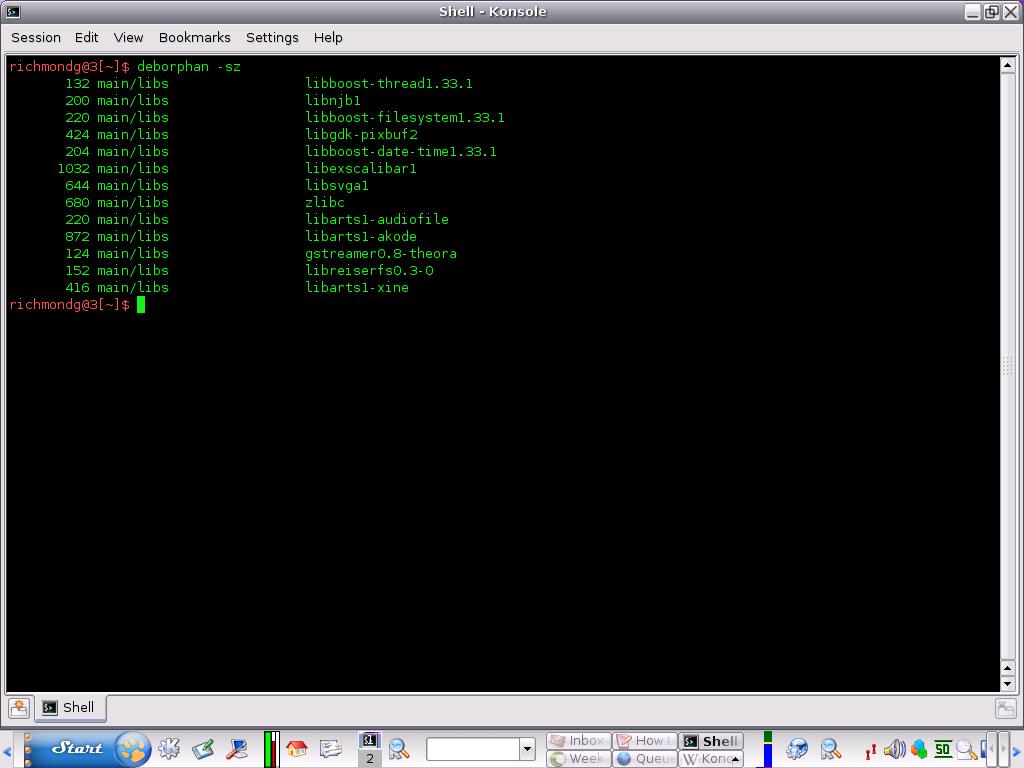 Shell - Konsole
Session Edit View Bookmarks Settings Help
richmondg@3[~]$ deborphan -sz
132 main/libs libboost-thread1.33.1
200 main/libs libnjb1
220 main/libs libboost-filesystem1.33.1
424 main/libs libgdk-pixbuf2
204 main/libs libboost-date-time1.33.1
1032 main/libs libexscalibar1
644 main/libs libsvga1
680 main/libs zlibc
220 main/libs libarts1-audiofile
872 main/libs libarts1-akode
124 main/libs gstreamer0.8-theora
152 main/libs libreiserfs0.3-0
416 main/libs libarts1-xine
richmondg@3[~]$
Shell
Start
1
2
Inbox How t Shell
Week Queu Kond
50